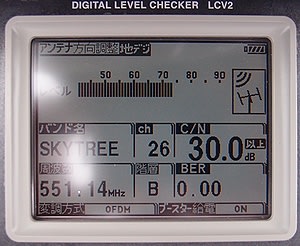 DIGITAL LEVEL CHECKER LCV2
アンテナ方向調整地デジ
50 60 70 80 90
レベル
バンド名 ch C/N
SKYTREE 26 30.0以上dB
周波数 階層 BER
551.14MHz B 0.00
変調方式 OFDM ブースター給電 ON